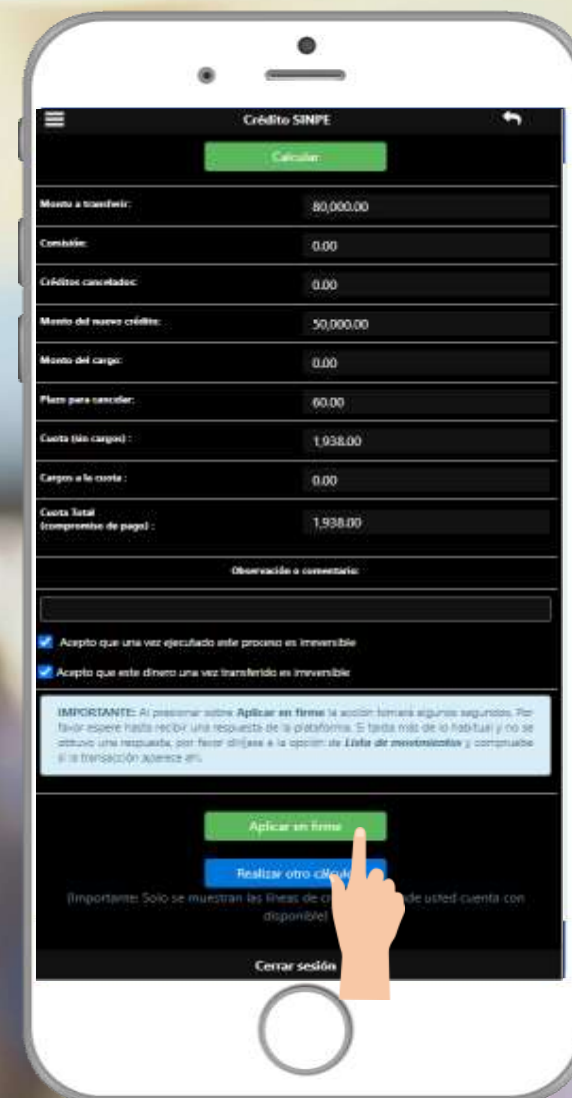 Crédito SINPE
Calcular
Monto a transferir: 80,000.00
Comisión: 0.00
Créditos cancelados: 0.00
Monto del nuevo crédito: 50,000.00
Monto del cargo: 0.00
Plazo para cancelar: 60.00
Cuota (sin cargos) : 1,938.00
Cargos a la cuota : 0.00
Cuota Total
(compromiso de pago) : 1,938.00
Observación o comentario:
Acepto que una vez ejecutado este proceso es irreversible
Acepto que este dinero una vez transferido es irreversible
IMPORTANTE: Al presionar sobre Aplicar en firme la acción tomará algunos segundos. Por
favor espere hasta recibir una respuesta de la plataforma. Si tarda más de lo habitual y no se
obtuvo una respuesta, por favor diríjase a la opción de Lista de movimientos y compruebe
si la transacción aparece ahí.
Aplicar en firme
Realizar otro cálculo
(Importante: Solo se muestran las líneas de usted cuenta con
disponible)
Cerrar sesión